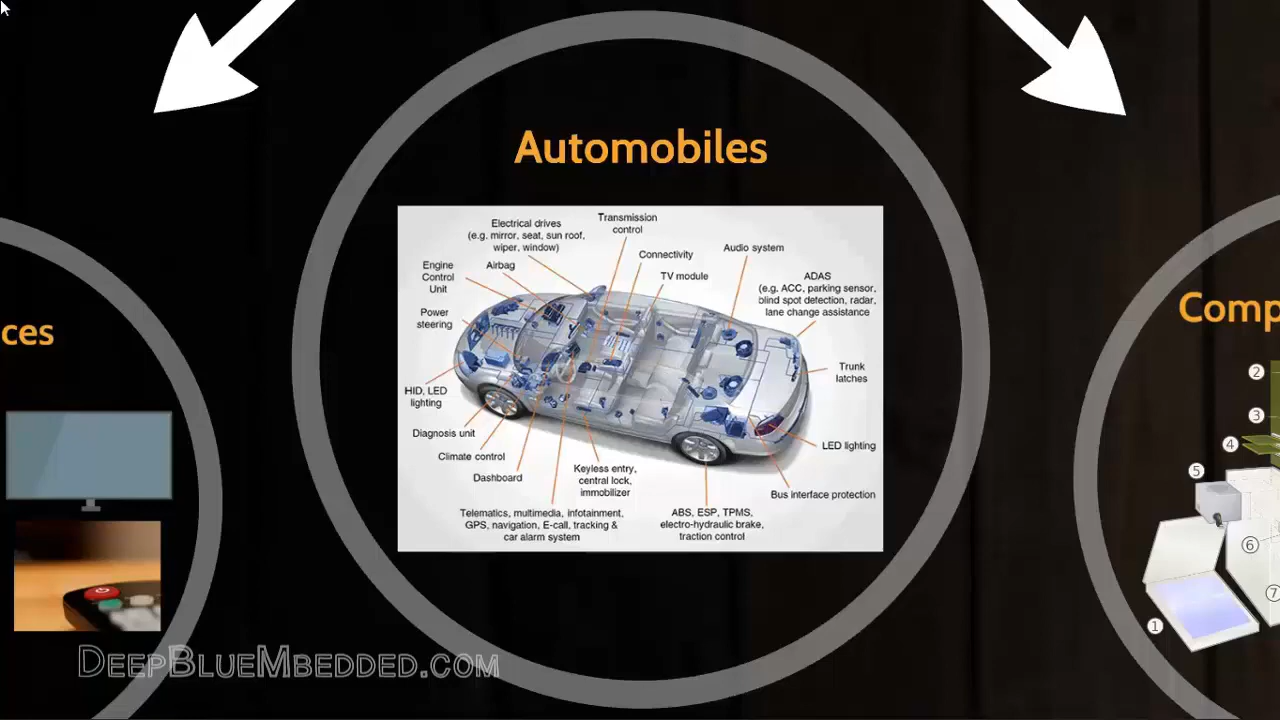 Automobiles
Electrical drives
(e.g. mirror, seat, sun roof,
wiper, window)
Transmission
control
Connectivity
TV module
Audio system
ADAS
(e.g. ACC, parking sensor,
blind spot detection, radar,
lane change assistance
Engine
Control
Unit
Airbag
Power
steering
Trunk
latches
HID, LED
lighting
Diagnosis unit
Climate control
Dashboard
Keyless entry,
central lock,
immobilizer
LED lighting
Bus interface protection
Telematics, multimedia, infotainment,
GPS, navigation, E-call, tracking &
car alarm system
ABS, ESP, TPMS,
electro-hydraulic brake,
traction control
ces
Comp
2
3
4
5
6
7
1
DeepBlueMbedded.com